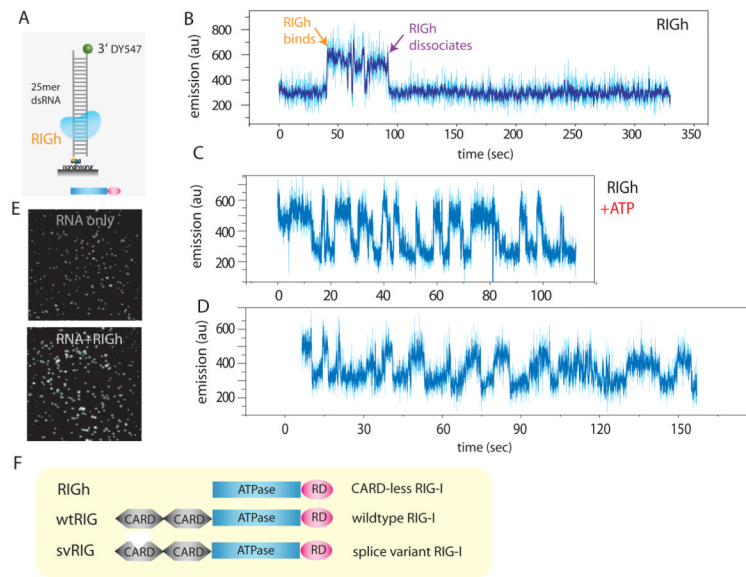 A
3′ DY547
25mer
dsRNA
RIGh
B
RIGh
binds
RIGh
dissociates
RIGh
emission (au)
800
600
400
200
0 50 100 150 200 250 300 350
time (sec)
C
RIGh
+ATP
emission (au)
600
400
200
0 20 40 60 80 100
time (sec)
D
emission (au)
600
400
200
0 30 60 90 120 150
time (sec)
E
RNA only
RNA+RIGh
F
RIGh ATPase RD CARD-less RIG-I
wtRIG CARD CARD ATPase RD wildtype RIG-I
svRIG CARD CARD ATPase RD splice variant RIG-I